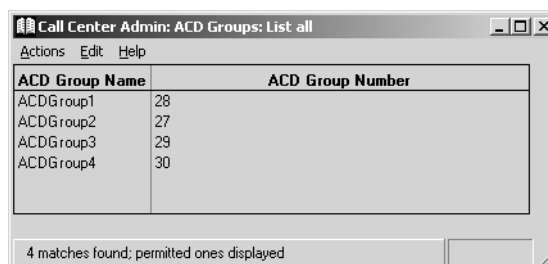 Call Center Admin: ACD Groups: List all
Actions Edit Help
ACD Group Name ACD Group Number
ACDGroup1 28
ACDGroup2 27
ACDGroup3 29
ACDGroup4 30
4 matches found; permitted ones displayed